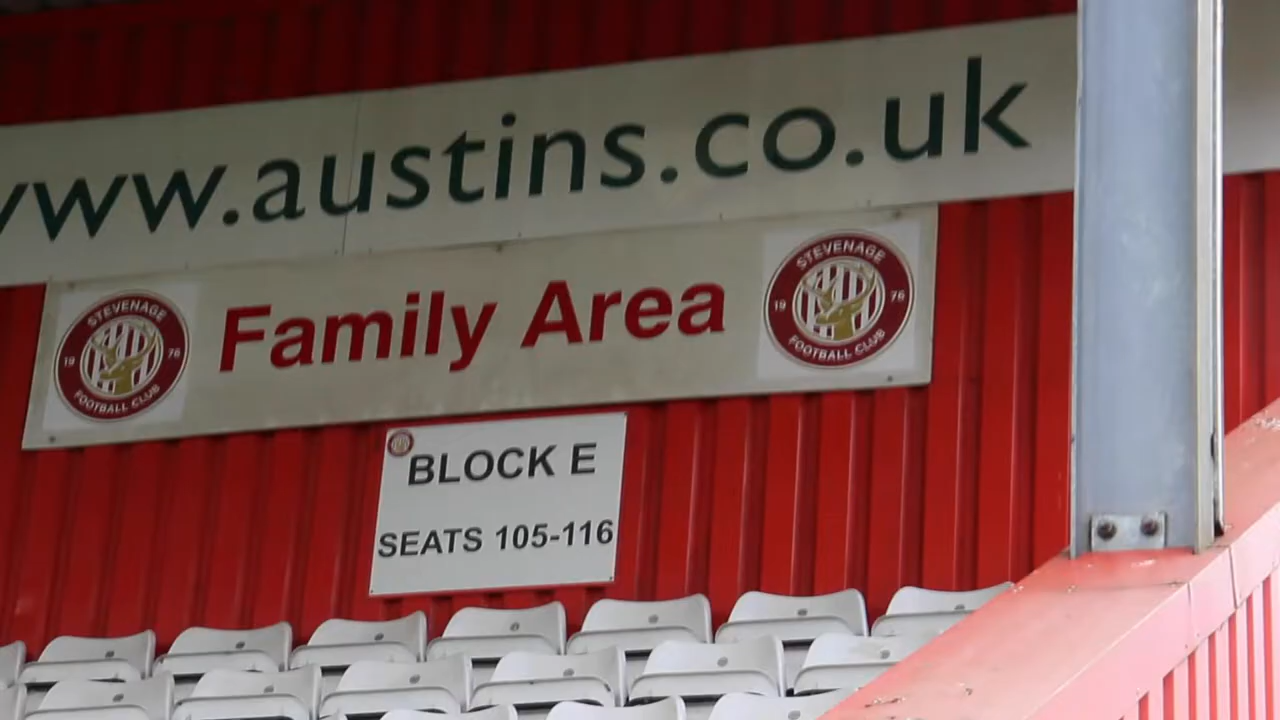 www.austins.co.uk
STEVENAGE
19 76
FOOTBALL CLUB
Family Area
STEVENAGE
19 76
FOOTBALL CLUB
BLOCK E
SEATS 105-116